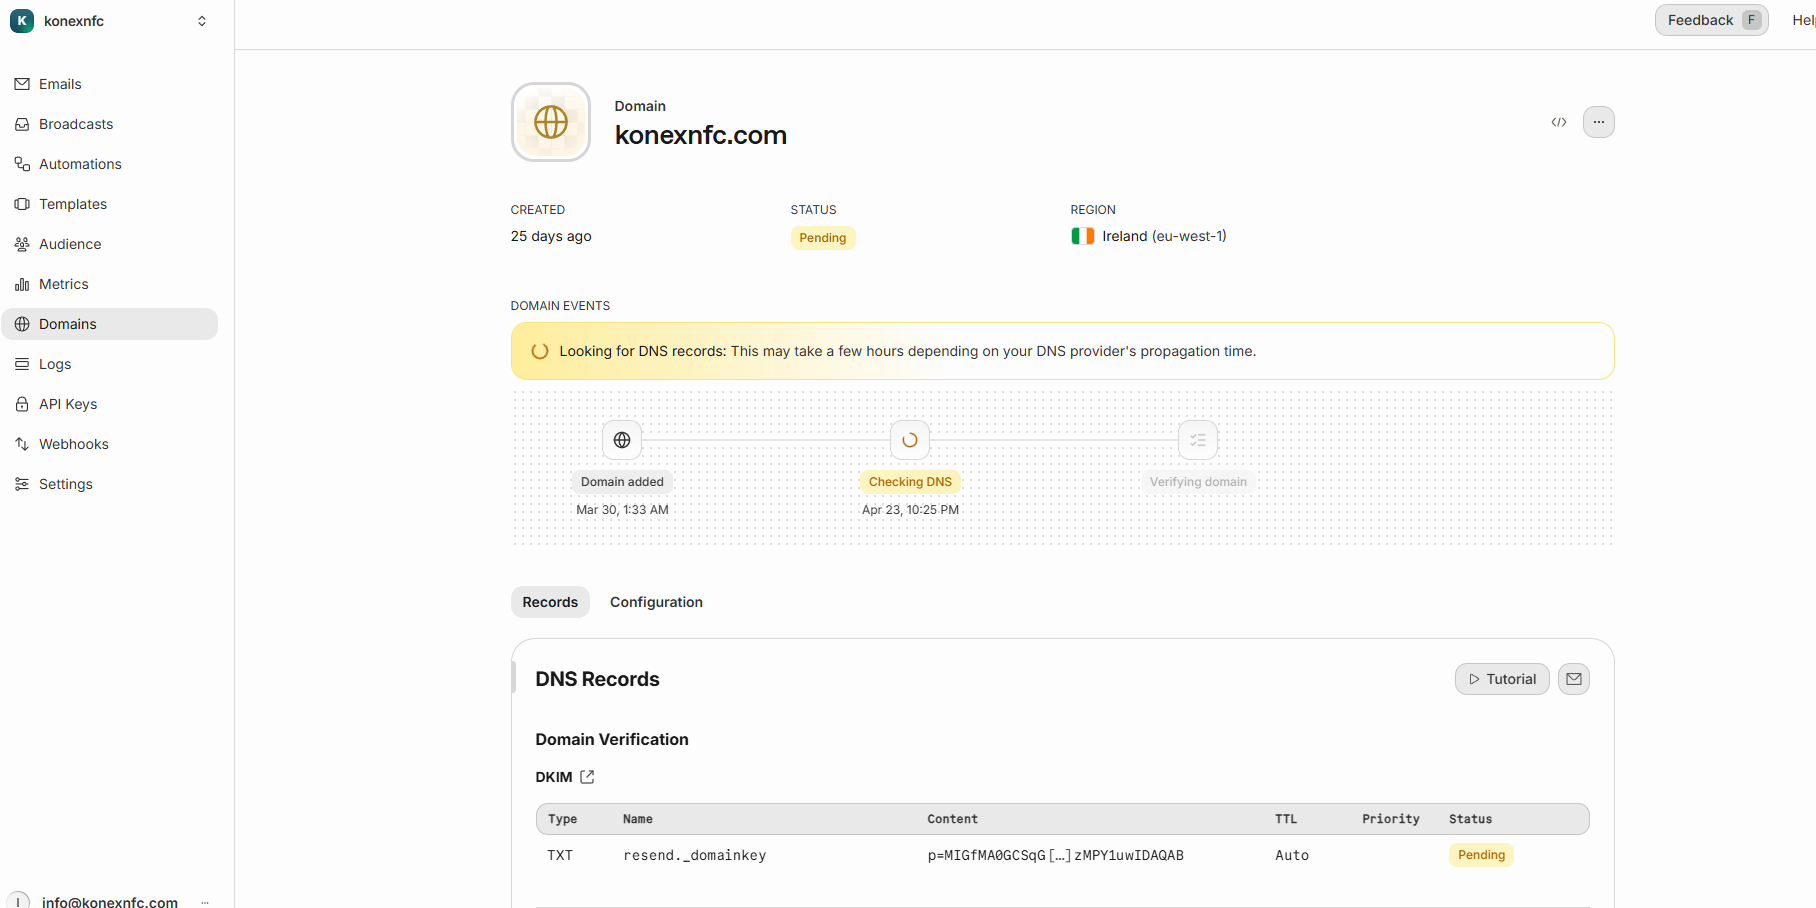 K konexnfc
Feedback F
Emails
Broadcasts
Automations
Templates
Audience
Metrics
Domains
Logs
API Keys
Webhooks
Settings
I info@konexnfc.com ...
Domain
konexnfc.com
</> ...
CREATED STATUS REGION
25 days ago Pending Ireland (eu-west-1)
DOMAIN EVENTS
Looking for DNS records: This may take a few hours depending on your DNS provider's propagation time.
Domain added Checking DNS Verifying domain
Mar 30, 1:33 AM Apr 23, 10:25 PM
Records Configuration
DNS Records
Tutorial
Domain Verification
DKIM
Type Name Content TTL Priority Status
TXT resend._domainkey p=MIGfMA0GCSqG[…]zMPY1uwIDAQAB Auto Pending